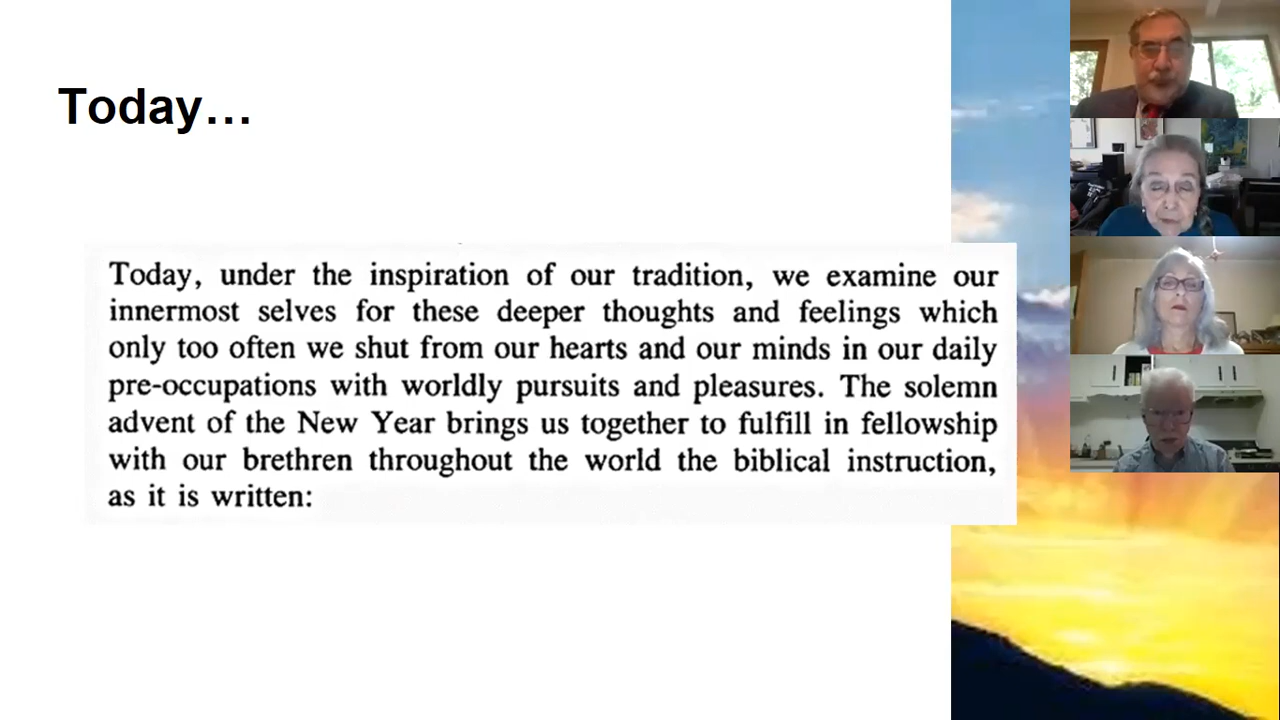 Today…
Today, under the inspiration of our tradition, we examine our
innermost selves for these deeper thoughts and feelings which
only too often we shut from our hearts and our minds in our daily
pre-occupations with worldly pursuits and pleasures. The solemn
advent of the New Year brings us together to fulfill in fellowship
with our brethren throughout the world the biblical instruction,
as it is written: